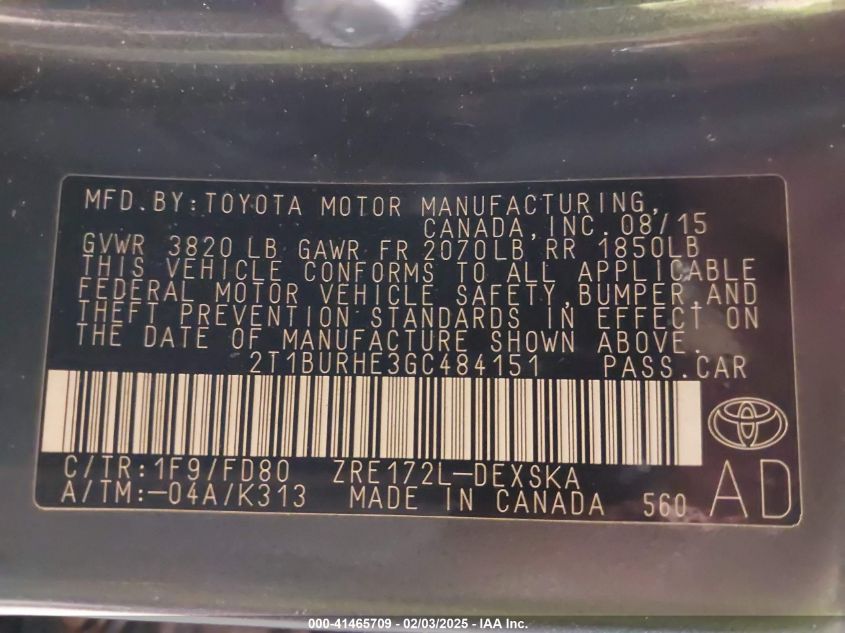 MFD.BY:TOYOTA MOTOR MANUFACTURING,
CANADA,INC. 08/15
GVWR 3820 LB GAWR FR 2070LB RR 1850LB
THIS VEHICLE CONFORMS TO ALL APPLICABLE
FEDERAL MOTOR VEHICLE SAFETY,BUMPER,AND
THEFT PREVENTION STANDARDS IN EFFECT ON
THE DATE OF MANUFACTURE SHOWN ABOVE.
2T1BURHE3GC484151 PASS.CAR
C/TR:1F9/FD80 ZRE172L-DEXSKA
A/TM:-04A/K313 MADE IN CANADA 560 AD
000-41465709 - 02/03/2025 - IAA Inc.